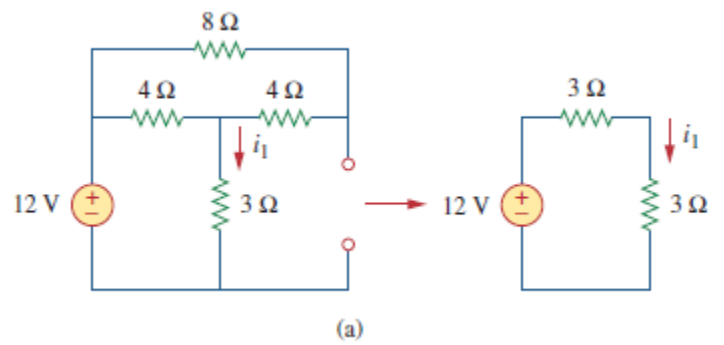 8 Ω
4 Ω 4 Ω 3 Ω
i1 i1
12 V + − 3 Ω 12 V + − 3 Ω
(a)